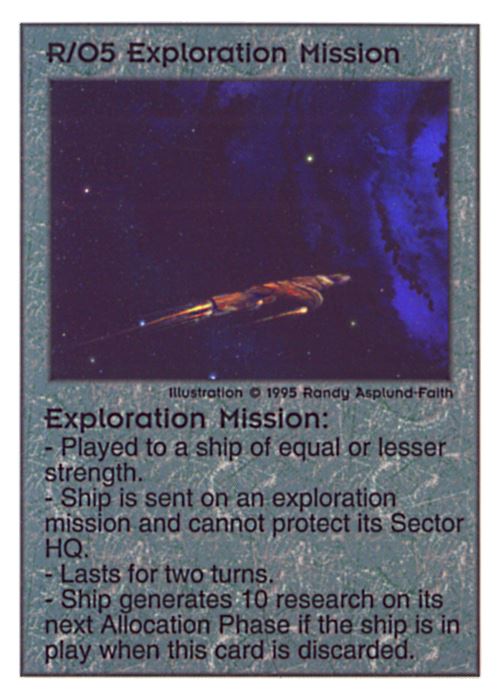 R/O5 Exploration Mission
Illustration © 1995 Randy Asplund-Faith
Exploration Mission:
- Played to a ship of equal or lesser
strength.
- Ship is sent on an exploration
mission and cannot protect its Sector
HQ.
- Lasts for two turns.
- Ship generates 10 research on its
next Allocation Phase if the ship is in
play when this card is discarded.